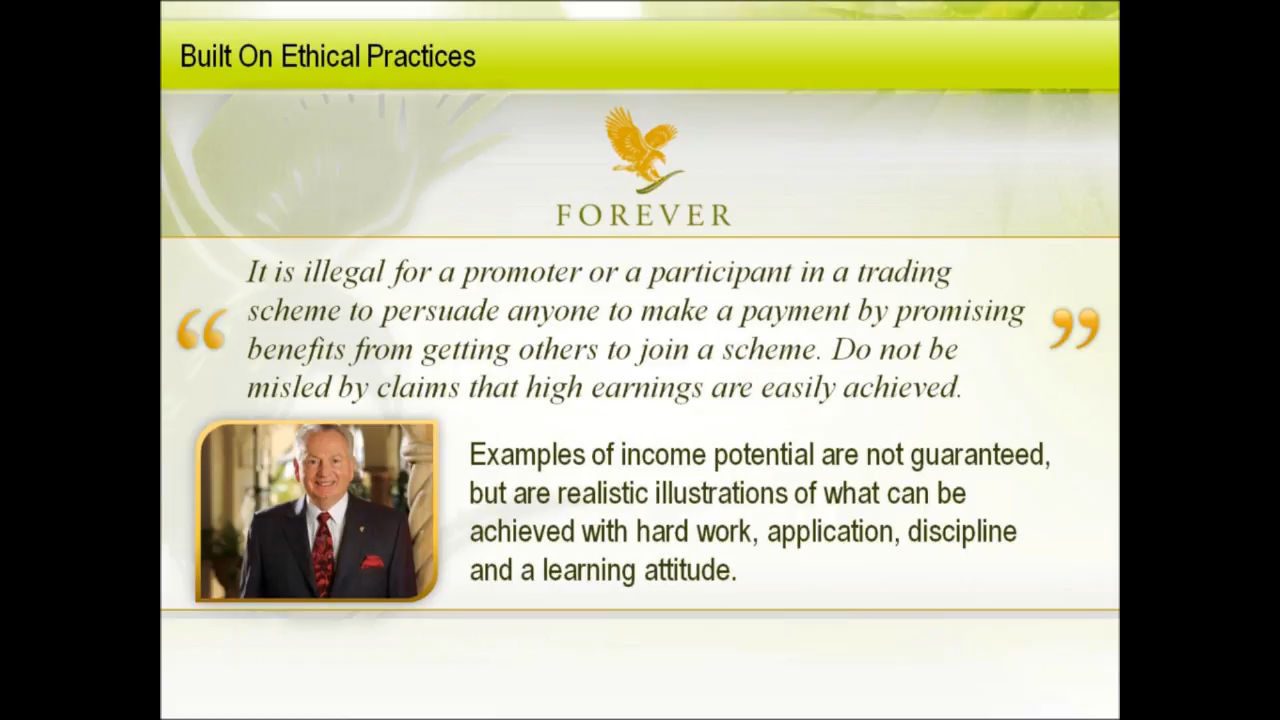 Built On Ethical Practices
FOREVER
It is illegal for a promoter or a participant in a trading
scheme to persuade anyone to make a payment by promising
benefits from getting others to join a scheme. Do not be
misled by claims that high earnings are easily achieved.
“ ”
Examples of income potential are not guaranteed,
but are realistic illustrations of what can be
achieved with hard work, application, discipline
and a learning attitude.